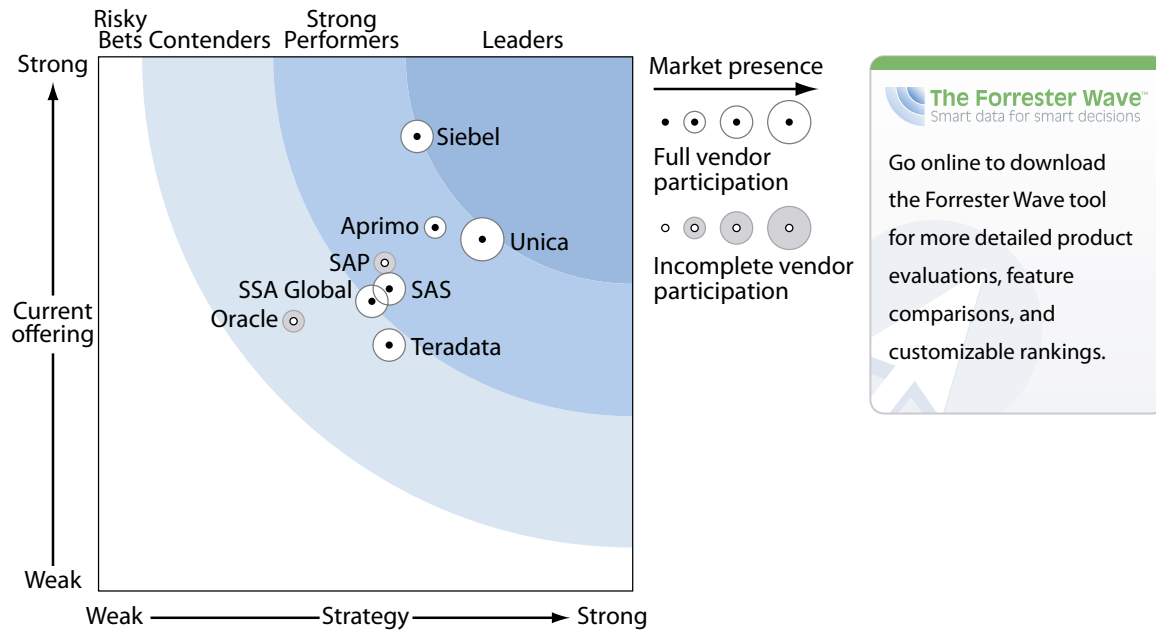 Risky
Bets
Contenders
Strong
Performers
Leaders
Strong
Current
offering
Weak
Weak
Strategy
Strong
Siebel
Aprimo
Unica
SAP
SSA Global
SAS
Oracle
Teradata
Market presence
Full vendor
participation
Incomplete vendor
participation
The Forrester Wave™
Smart data for smart decisions
Go online to download
the Forrester Wave tool
for more detailed product
evaluations, feature
comparisons, and
customizable rankings.